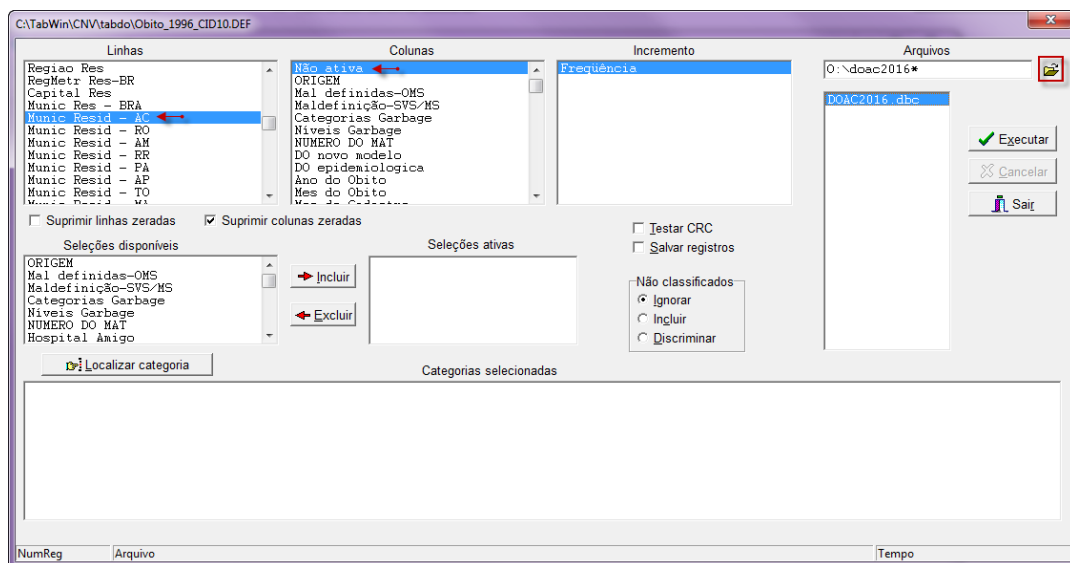 C:\TabWin\CNV\tabdo\Obito_1996_CID10.DEF
Linhas
Regiao Res
RegMetr Res-BR
Capital Res
Munic Res - BRA
Munic Resid - AC
Munic Resid - RO
Munic Resid - AM
Munic Resid - RR
Munic Resid - PA
Munic Resid - AP
Munic Resid - TO
Munic Resid - MA
Colunas
Não ativa
ORIGEM
Mal definidas-OMS
Maldefinição-SVS/MS
Categorias Garbage
Níveis Garbage
NUMERO DO MAT
DO novo modelo
DO epidemiologica
Ano do Obito
Mes do Obito
Incremento
Freqüência
Arquivos
O:\doac2016*
DOAC2016.dbc
Executar
Cancelar
Sair
Suprimir linhas zeradas
Suprimir colunas zeradas
Testar CRC
Salvar registros
Seleções disponíveis
ORIGEM
Mal definidas-OMS
Maldefinição-SVS/MS
Categorias Garbage
Níveis Garbage
NUMERO DO MAT
Hospital Amigo
Incluir
Excluir
Seleções ativas
Não classificados
Ignorar
Incluir
Discriminar
Localizar categoria
Categorias selecionadas
NumReg
Arquivo
Tempo